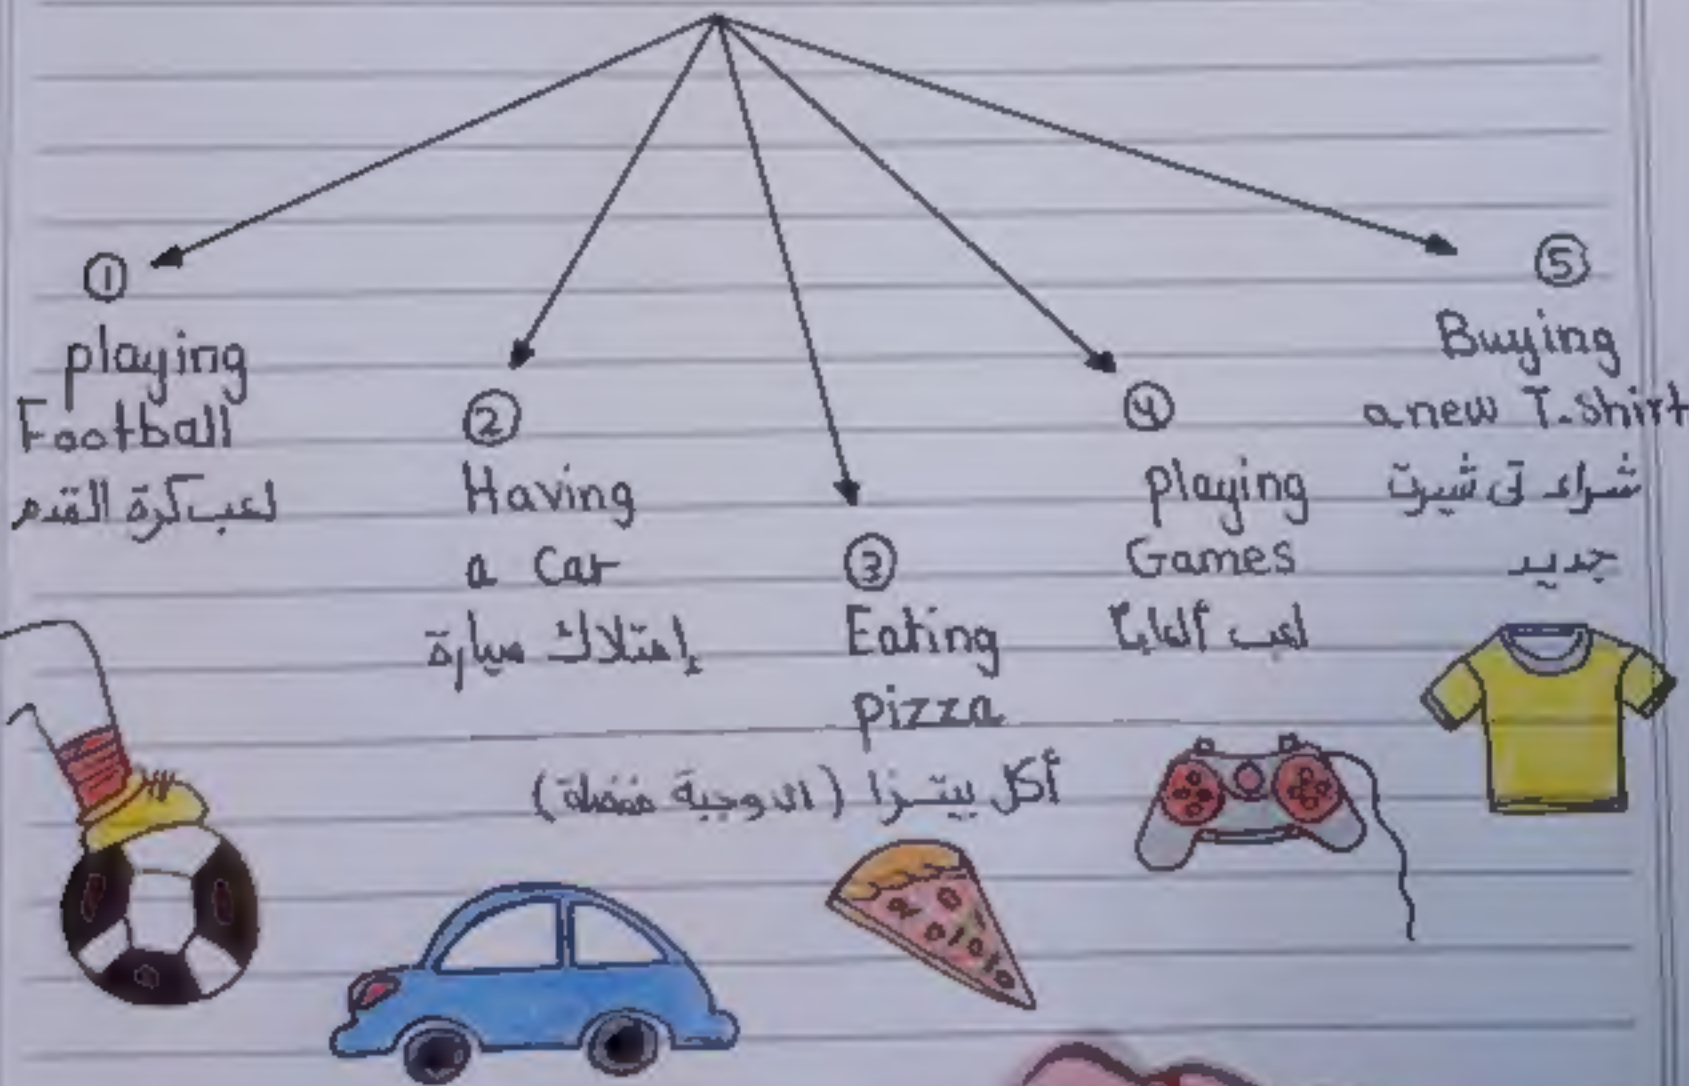 ①
playing
Football
لعب كرة القدم
②
Having
a Car
إمتلاك سيارة
③
Eating
pizza
أكل بيتزا (الوجبة مفضلة)
④
playing
Games
لعب ألعاباً
⑤
Buying
a new T-shirt
شراء تى شيرت
جديد